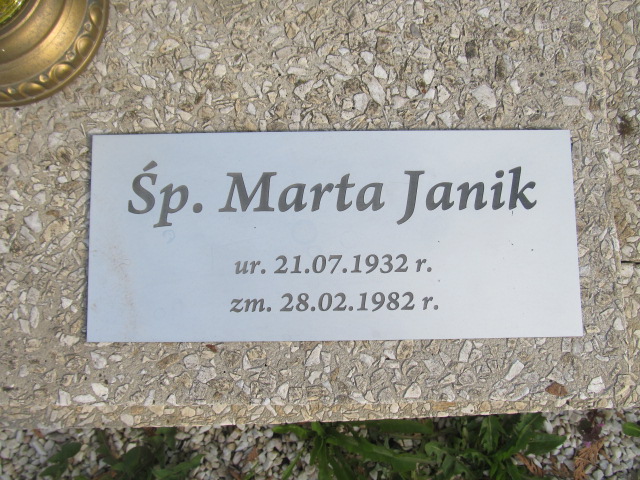 Śp. Marta Janik
ur. 21.07.1932 r.
zm. 28.02.1982 r.